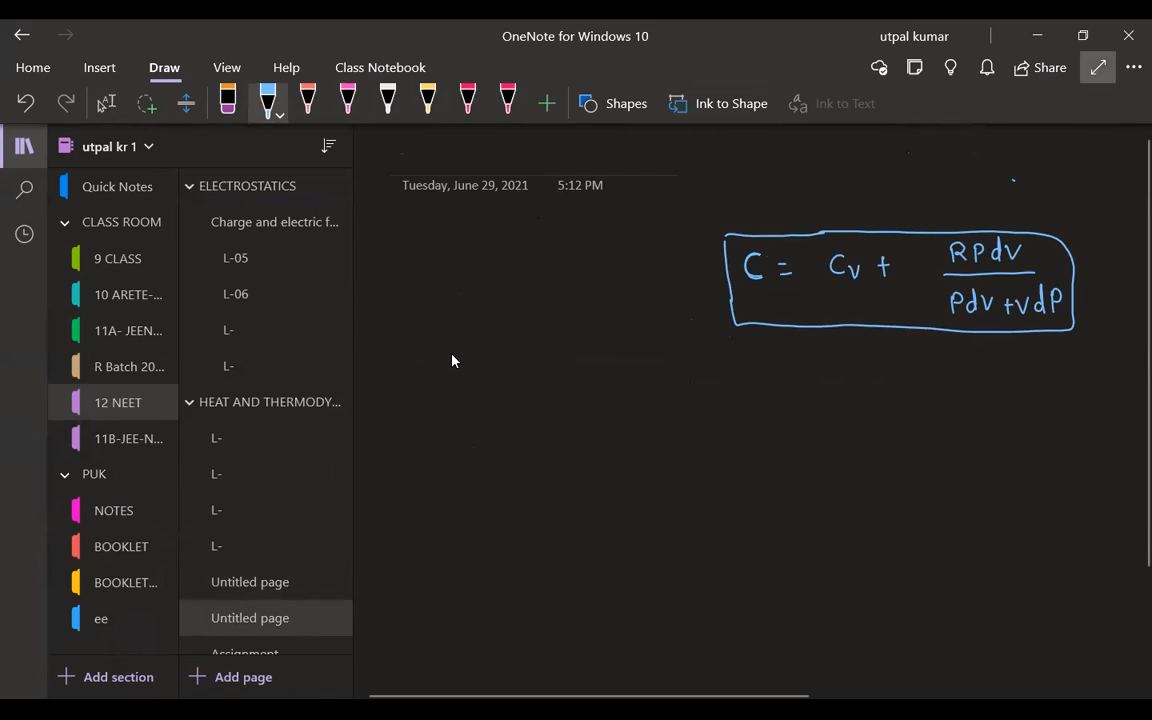 OneNote for Windows 10
utpal kumar
Home Insert Draw View Help Class Notebook Share
Shapes Ink to Shape Ink to Text
utpal kr 1
Quick Notes
CLASS ROOM
9 CLASS
10 ARETE-...
11A- JEEN...
R Batch 20...
12 NEET
11B-JEE-N...
PUK
NOTES
BOOKLET
BOOKLET...
ee
Add section
ELECTROSTATICS
Charge and electric f...
L-05
L-06
L-
L-
HEAT AND THERMODY...
L-
L-
L-
L-
Untitled page
Untitled page
Assignment
Add page
Tuesday, June 29, 2021 5:12 PM
C = Cv + RPdV / PdV + VdP